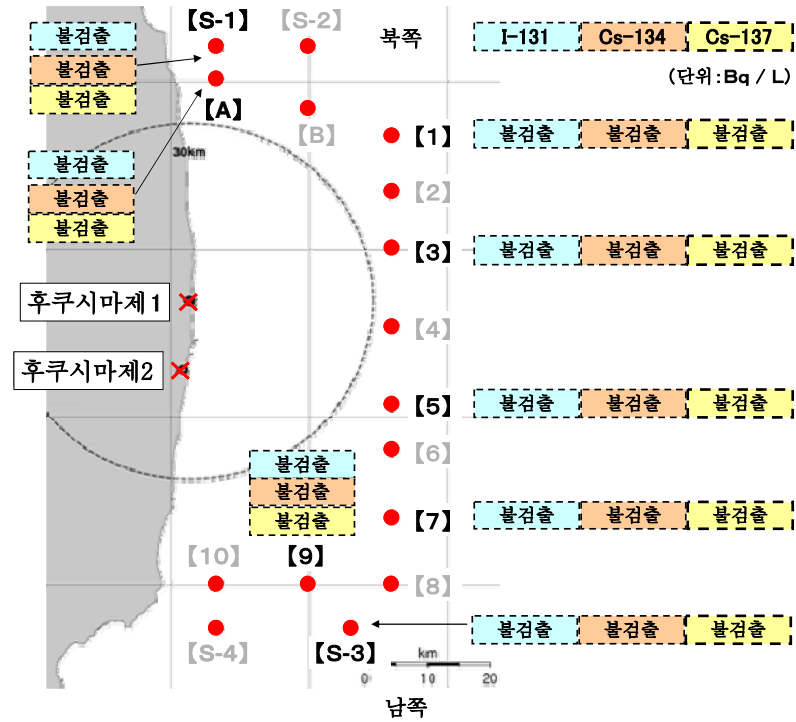 【S-1】 【S-2】 북쪽
I-131 Cs-134 Cs-137
(단위:Bq / L)
불검출
불검출
불검출
【A】
【B】
30km
불검출
불검출
불검출
【1】 불검출 불검출 불검출
【2】
【3】 불검출 불검출 불검출
후쿠시마제1
【4】
후쿠시마제2
【5】 불검출 불검출 불검출
【6】
불검출
불검출
불검출
【7】 불검출 불검출 불검출
【10】 【9】 【8】
【S-4】 【S-3】 불검출 불검출 불검출
km
0 10 20
남쪽